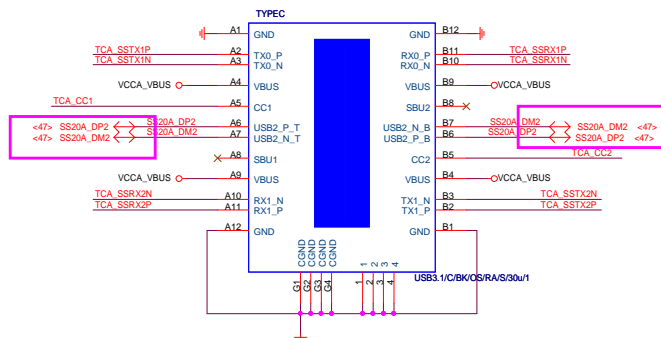 TYPEC
A1 GND GND B12
TCA_SSTX1P A2 TX0_P RX0_P B11 TCA_SSRX1P
TCA_SSTX1N A3 TX0_N RX0_N B10 TCA_SSRX1N
VCCA_VBUS A4 VBUS VBUS B9 VCCA_VBUS
TCA_CC1 A5 CC1 SBU2 B8
<47> SS20A_DP2 SS20A_DP2 A6 USB2_P_T USB2_N_B B7 SS20A_DM2 SS20A_DM2 <47>
<47> SS20A_DM2 SS20A_DM2 A7 USB2_N_T USB2_P_B B6 SS20A_DP2 SS20A_DP2 <47>
A8 SBU1 CC2 B5 TCA_CC2
VCCA_VBUS A9 VBUS VBUS B4 VCCA_VBUS
TCA_SSRX2N A10 RX1_N TX1_N B3 TCA_SSTX2N
TCA_SSRX2P A11 RX1_P TX1_P B2 TCA_SSTX2P
A12 GND GND B1
CGND CGND CGND CGND 1 2 3 4
G1 G2 G3 G4 1 2 3 4
USB3.1/C/BK/OS/RA/S/30u/1